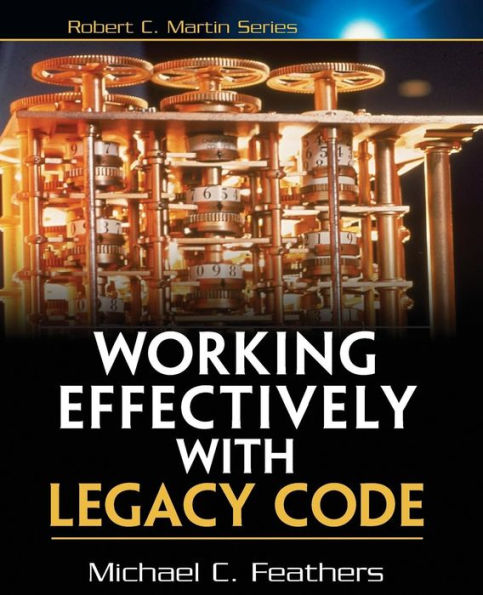 Robert C. Martin Series
WORKING
EFFECTIVELY
WITH
LEGACY CODE
Michael C. Feathers